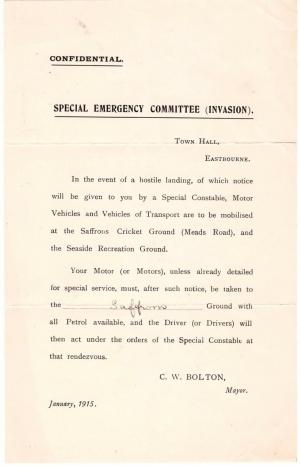 CONFIDENTIAL.
SPECIAL EMERGENCY COMMITTEE (INVASION).
TOWN HALL,
EASTBOURNE.
In the event of a hostile landing, of which notice
will be given to you by a Special Constable, Motor
Vehicles and Vehicles of Transport are to be mobilised
at the Saffrons Cricket Ground (Meads Road), and
the Seaside Recreation Ground.
Your Motor (or Motors), unless already detailed
for special service, must, after such notice, be taken to
the Saffrons Ground with
all Petrol available, and the Driver (or Drivers) will
then act under the orders of the Special Constable at
that rendezvous.
C. W. BOLTON,
Mayor.
January, 1915.